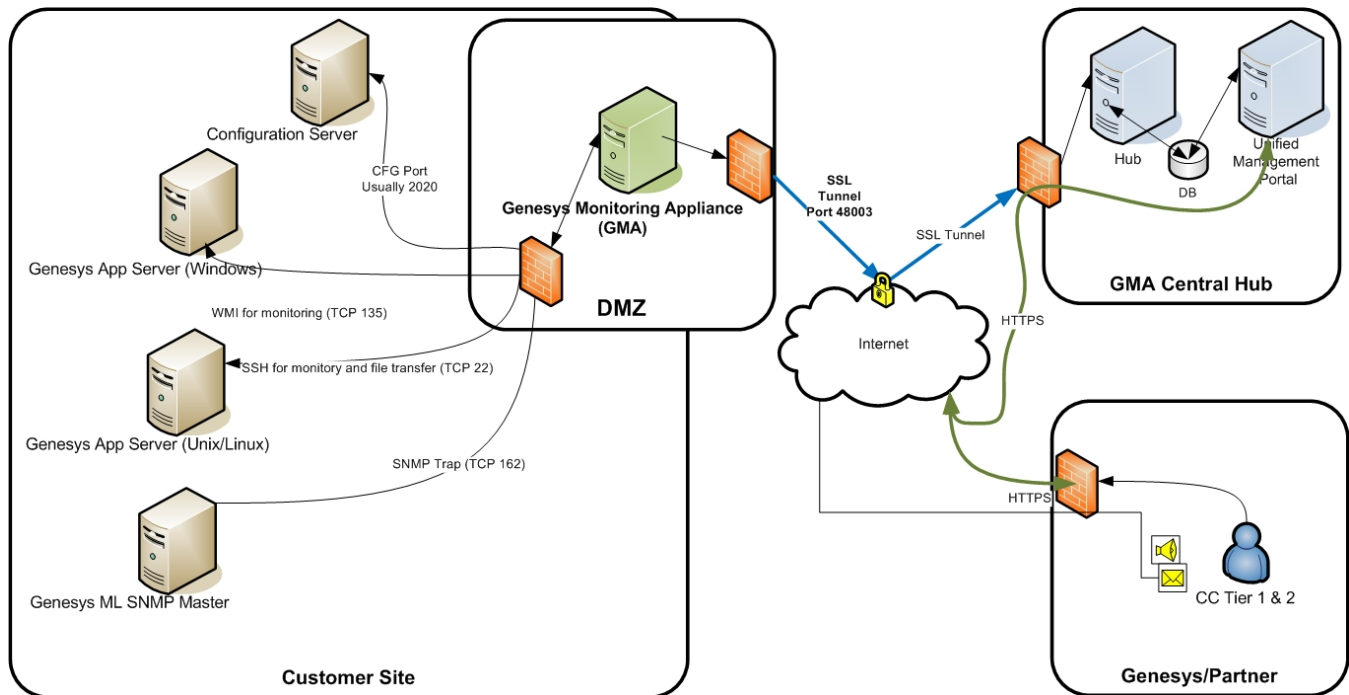 Configuration Server
CFG Port
Usually 2020
Genesys App Server (Windows)
WMI for monitoring (TCP 135)
SSH for monitory and file transfer (TCP 22)
Genesys App Server (Unix/Linux)
SNMP Trap (TCP 162)
Genesys ML SNMP Master
Customer Site
Genesys Monitoring Appliance
(GMA)
DMZ
SSL
Tunnel
Port 48003
SSL Tunnel
Internet
Hub
DB
Unified
Management
Portal
GMA Central Hub
HTTPS
HTTPS
CC Tier 1 & 2
Genesys/Partner